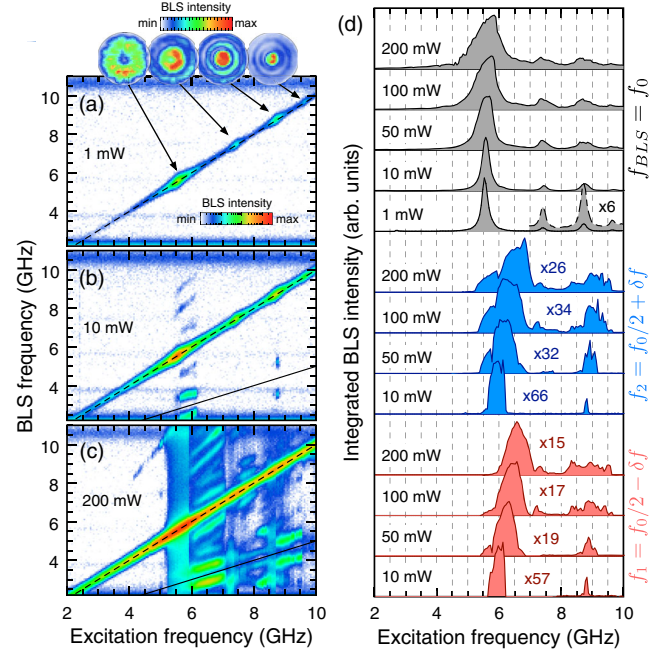 BLS intensity
min max
(a)
1 mW
BLS intensity
min max
10
8
6
4
(b)
10 mW
10
8
6
4
(c)
200 mW
10
8
6
4
2
2 4 6 8 10
BLS frequency (GHz)
Excitation frequency (GHz)
(d)
200 mW
100 mW
50 mW
10 mW
1 mW
x6
f_BLS = f_0
200 mW x26
100 mW x34
50 mW x32
10 mW x66
f_2 = f_0/2 + δf
200 mW x15
100 mW x17
50 mW x19
10 mW x57
f_1 = f_0/2 − δf
2 4 6 8 10
Integrated BLS intensity (arb. units)
Excitation frequency (GHz)